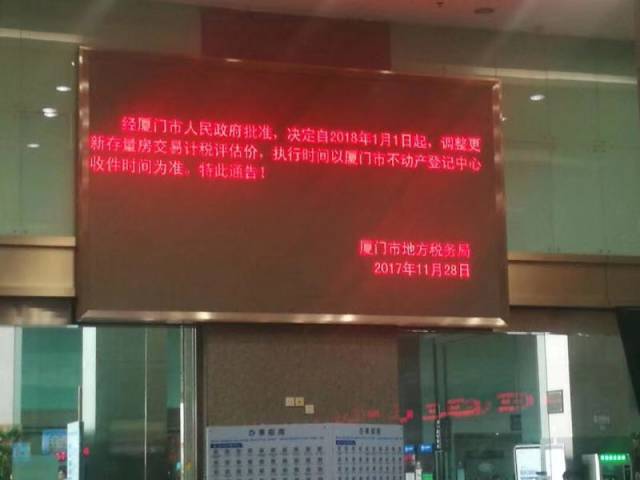 经厦门市人民政府批准，决定自2018年1月1日起，调整更
新存量房交易计税评估价，执行时间以厦门市不动产登记中心
收件时间为准。特此通告！
厦门市地方税务局
2017年11月28日
办事指南